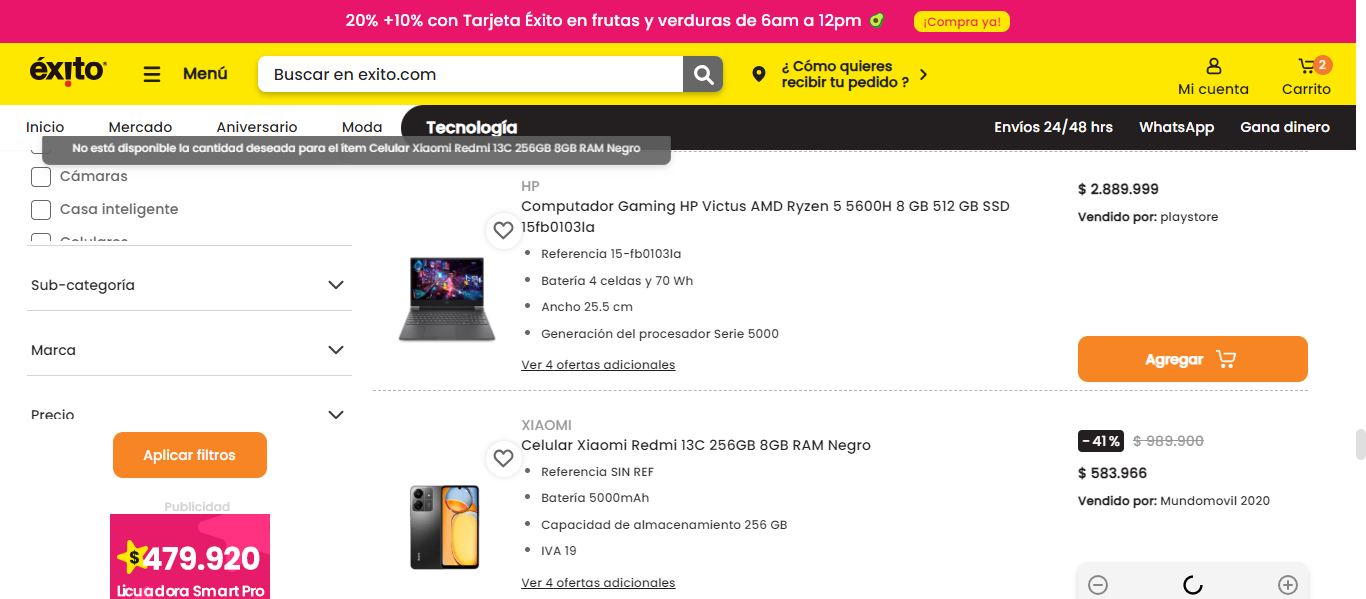 20% +10% con Tarjeta Éxito en frutas y verduras de 6am a 12pm
¡Compra ya!
éxito
Menú
Buscar en exito.com
¿ Cómo quieres
recibir tu pedido ?
Mi cuenta
2
Carrito
Inicio
Mercado
Aniversario
Moda
Tecnología
Envíos 24/48 hrs
WhatsApp
Gana dinero
No está disponible la cantidad deseada para el ítem Celular Xiaomi Redmi 13C 256GB 8GB RAM Negro
Cámaras
Casa inteligente
Celulares
Sub-categoría
Marca
Precio
Aplicar filtros
Publicidad
$479.920
Licuadora Smart Pro
HP
Computador Gaming HP Victus AMD Ryzen 5 5600H 8 GB 512 GB SSD
15fb0103la
Referencia 15-fb0103la
Batería 4 celdas y 70 Wh
Ancho 25.5 cm
Generación del procesador Serie 5000
Ver 4 ofertas adicionales
$ 2.889.999
Vendido por: playstore
Agregar
XIAOMI
Celular Xiaomi Redmi 13C 256GB 8GB RAM Negro
Referencia SIN REF
Batería 5000mAh
Capacidad de almacenamiento 256 GB
IVA 19
Ver 4 ofertas adicionales
- 41 % $ 989.900
$ 583.966
Vendido por: Mundomovil 2020